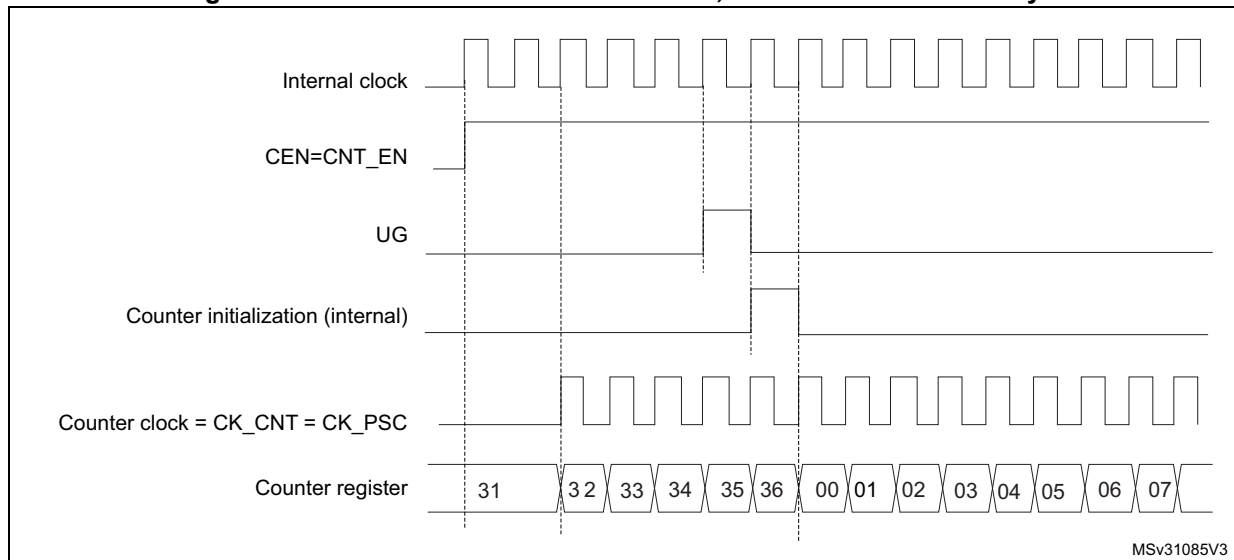 Internal clock
CEN=CNT_EN
UG
Counter initialization (internal)
Counter clock = CK_CNT = CK_PSC
Counter register 31 32 33 34 35 36 00 01 02 03 04 05 06 07
MSv31085V3